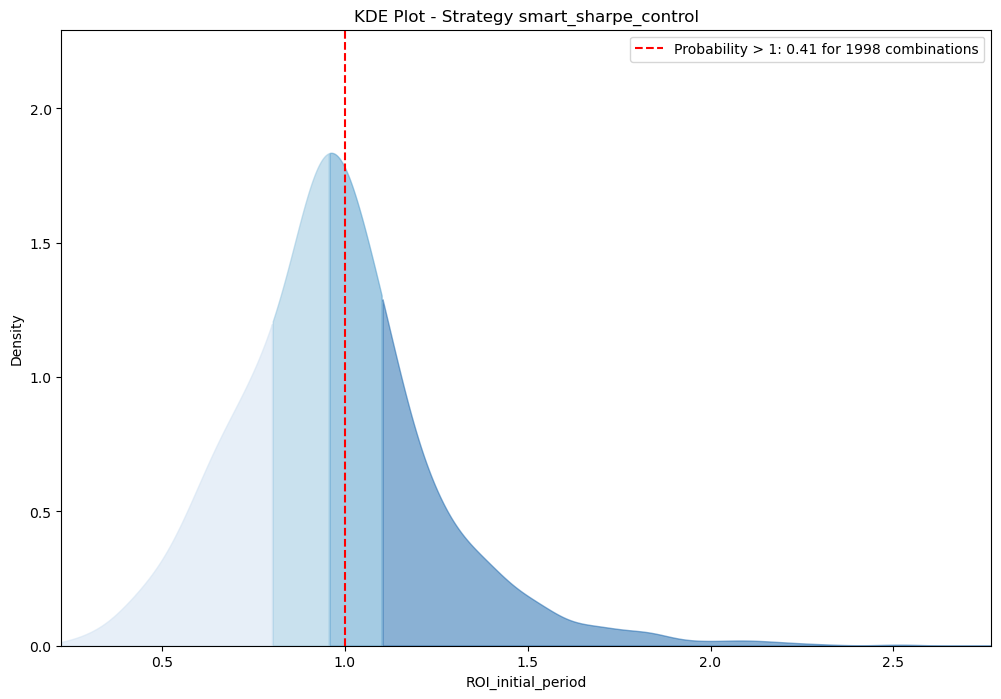 KDE Plot - Strategy smart_sharpe_control
Probability > 1: 0.41 for 1998 combinations
Density
2.0
1.5
1.0
0.5
0.0
0.5
1.0
1.5
2.0
2.5
ROI_initial_period